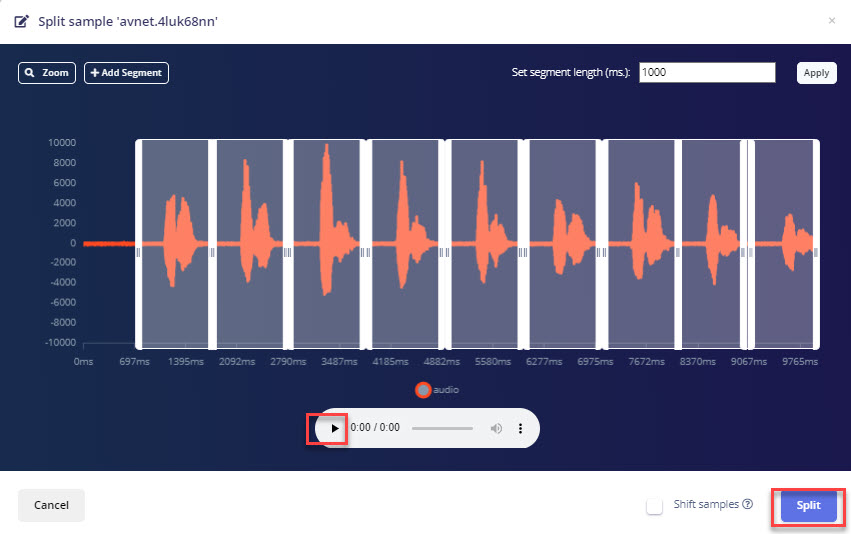 Split sample 'avnet.4luk68nn'
×
Zoom
+ Add Segment
Set segment length (ms.):
1000
Apply
10000
8000
6000
4000
2000
0
-2000
-4000
-6000
-8000
-10000
0ms 697ms 1395ms 2092ms 2790ms 3487ms 4185ms 4882ms 5580ms 6277ms 6975ms 7672ms 8370ms 9067ms 9765ms
audio
0:00 / 0:00
Cancel
Shift samples ?
Split